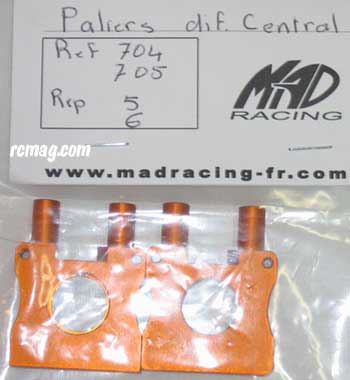 Paliers dif. Central
Ref 704
705
Rep 5
6
MAD
RACING
rcmag.com
www.madracing-fr.com